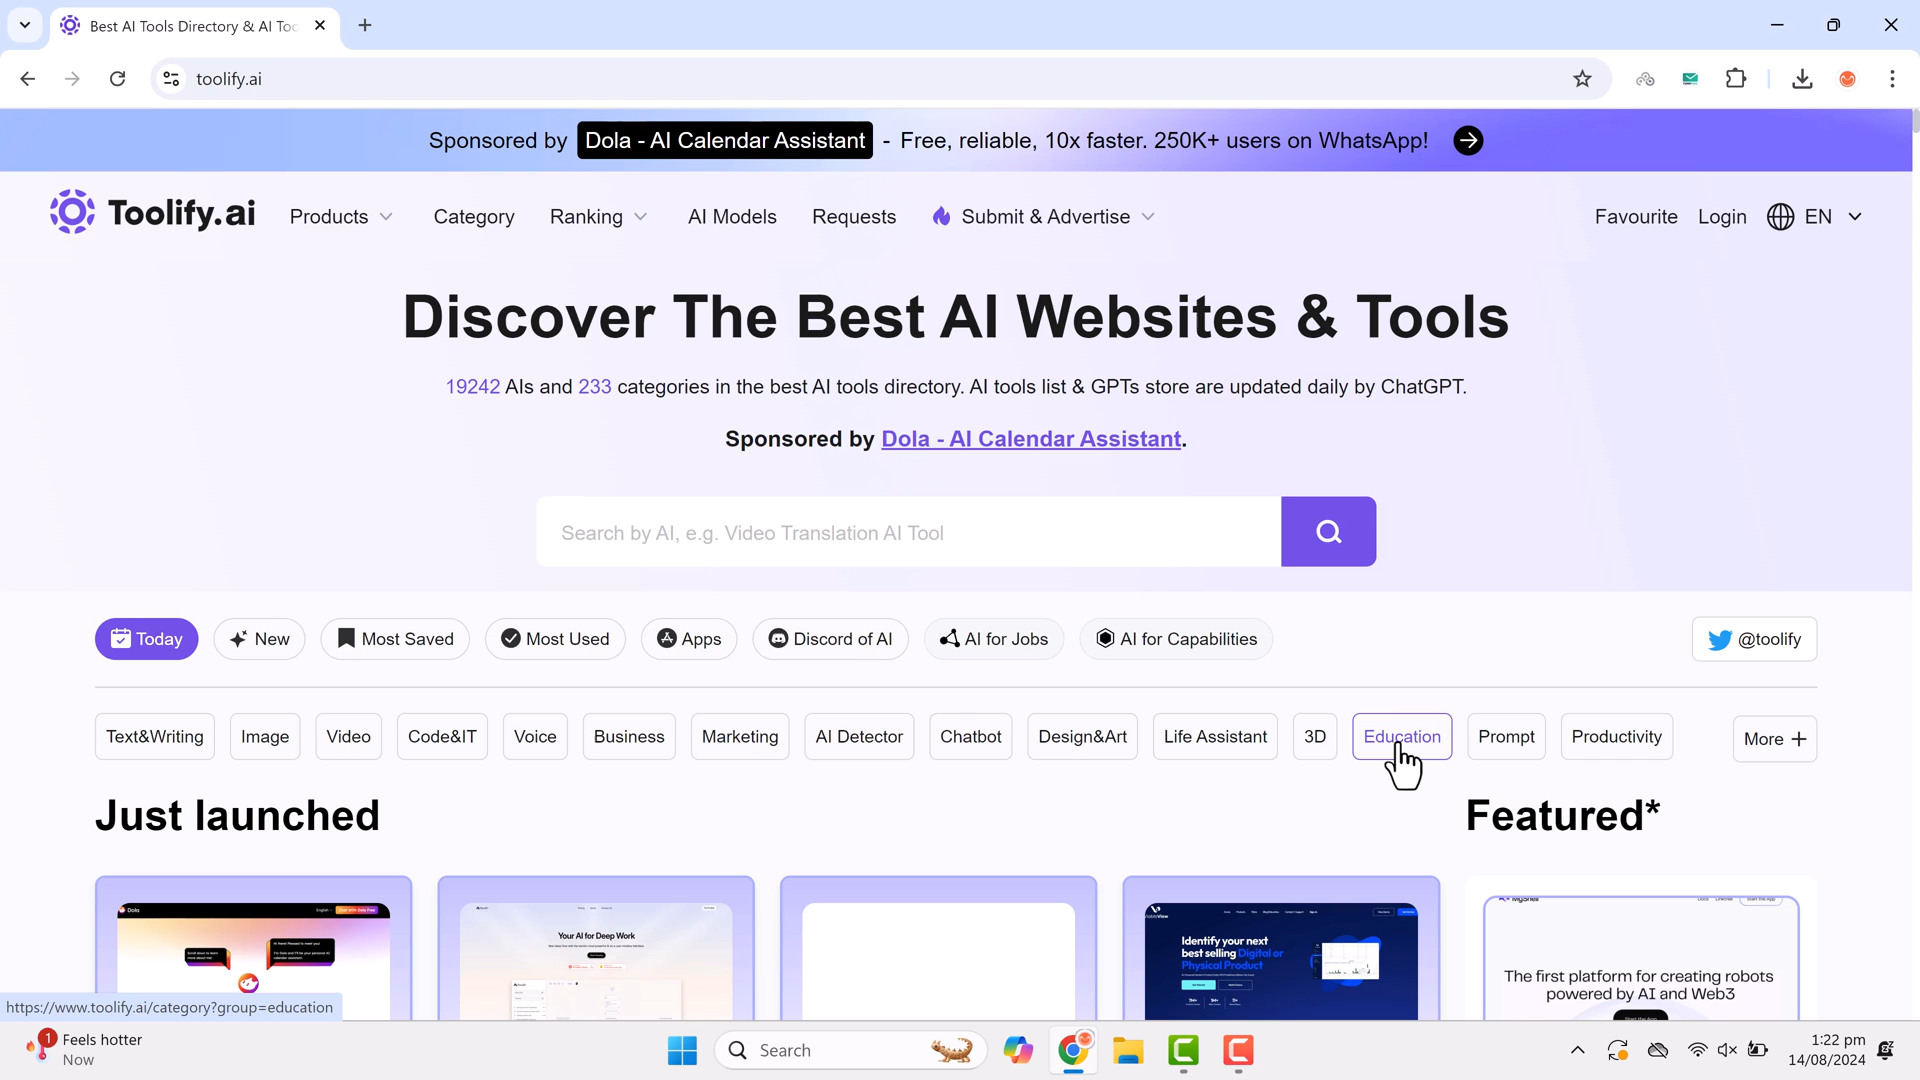 Best AI Tools Directory & AI Too
toolify.ai
Sponsored by Dola - AI Calendar Assistant - Free, reliable, 10x faster. 250K+ users on WhatsApp!
Toolify.ai
Products
Category
Ranking
AI Models
Requests
Submit & Advertise
Favourite
Login
EN
Discover The Best AI Websites & Tools
19242 AIs and 233 categories in the best AI tools directory. AI tools list & GPTs store are updated daily by ChatGPT.
Sponsored by Dola - AI Calendar Assistant.
Search by AI, e.g. Video Translation AI Tool
Today
New
Most Saved
Most Used
Apps
Discord of AI
AI for Jobs
AI for Capabilities
@toolify
Text&Writing
Image
Video
Code&IT
Voice
Business
Marketing
AI Detector
Chatbot
Design&Art
Life Assistant
3D
Education
Prompt
Productivity
More
Just launched
Featured*
Dola
Your AI for Deep Work
Identify your next
best selling Digital or
Physical Product
The first platform for creating robots
powered by AI and Web3
https://www.toolify.ai/category?group=education
1
Feels hotter
Now
Search
1:22 pm
14/08/2024